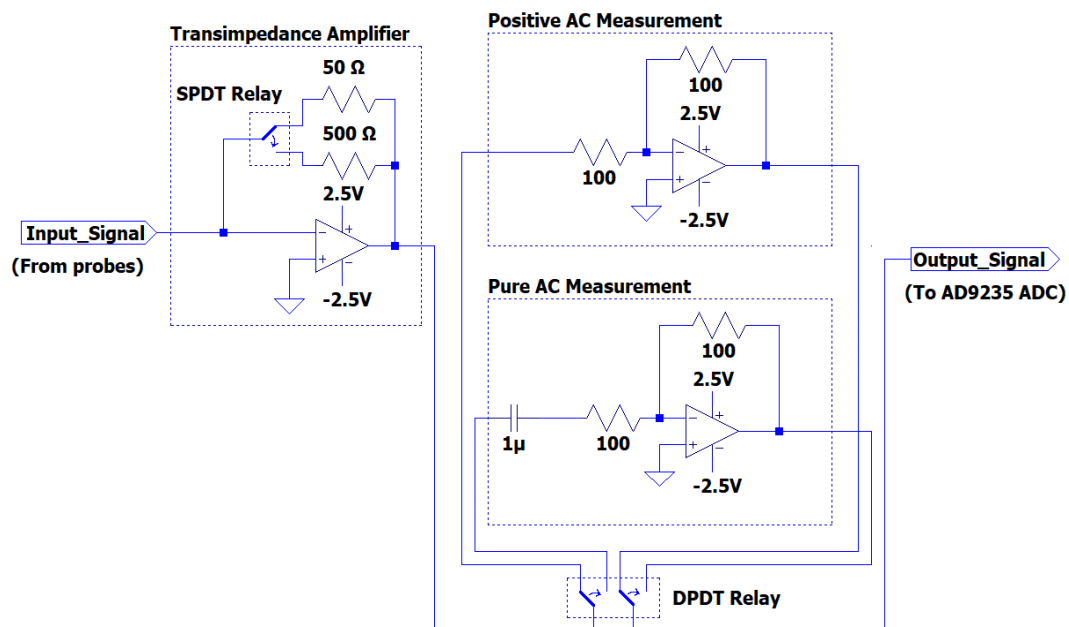 Positive AC Measurement
Transimpedance Amplifier
50 Ω
SPDT Relay
500 Ω
2.5V
-2.5V
Input_Signal
(From probes)
100
2.5V
100
-2.5V
Output_Signal
(To AD9235 ADC)
Pure AC Measurement
100
2.5V
1µ
100
-2.5V
DPDT Relay